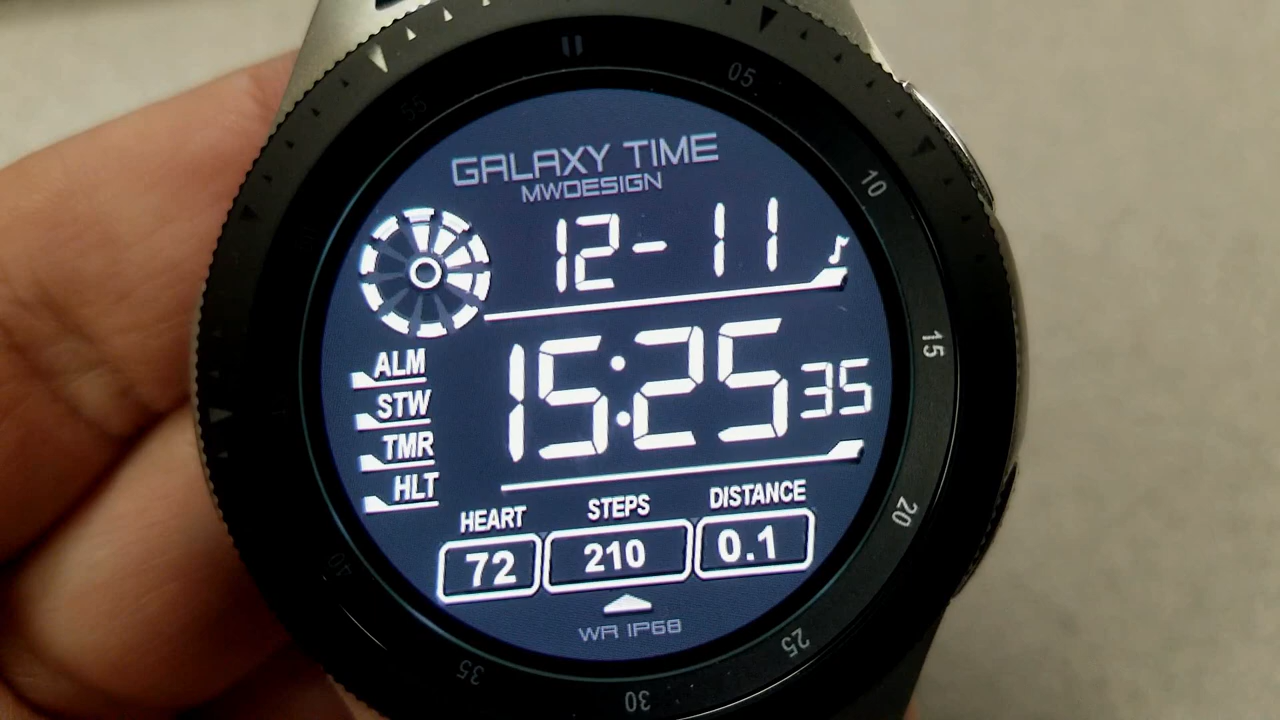 05
55
10
GALAXY TIME
MWDESIGN
12-11
15
15:25 35
ALM
STW
TMR
HLT
HEART STEPS DISTANCE
72 210 0.1
20
WR IP68
40
25
35
30